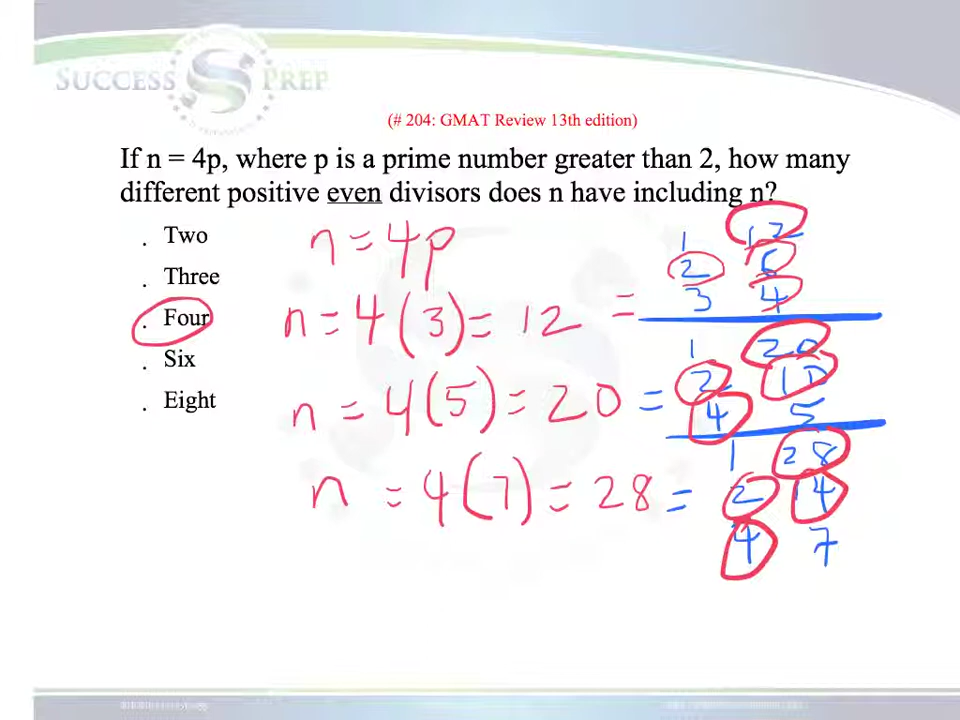 SUCCESS PREP
(# 204: GMAT Review 13th edition)
If n = 4p, where p is a prime number greater than 2, how many
different positive even divisors does n have including n?
. Two
. Three
. Four
. Six
. Eight
n = 4p
n = 4(3) = 12 =
1 12
2 6
3 4
n = 4(5) = 20 =
1 20
2 10
4 5
n = 4(7) = 28 =
1 28
2 14
4 7